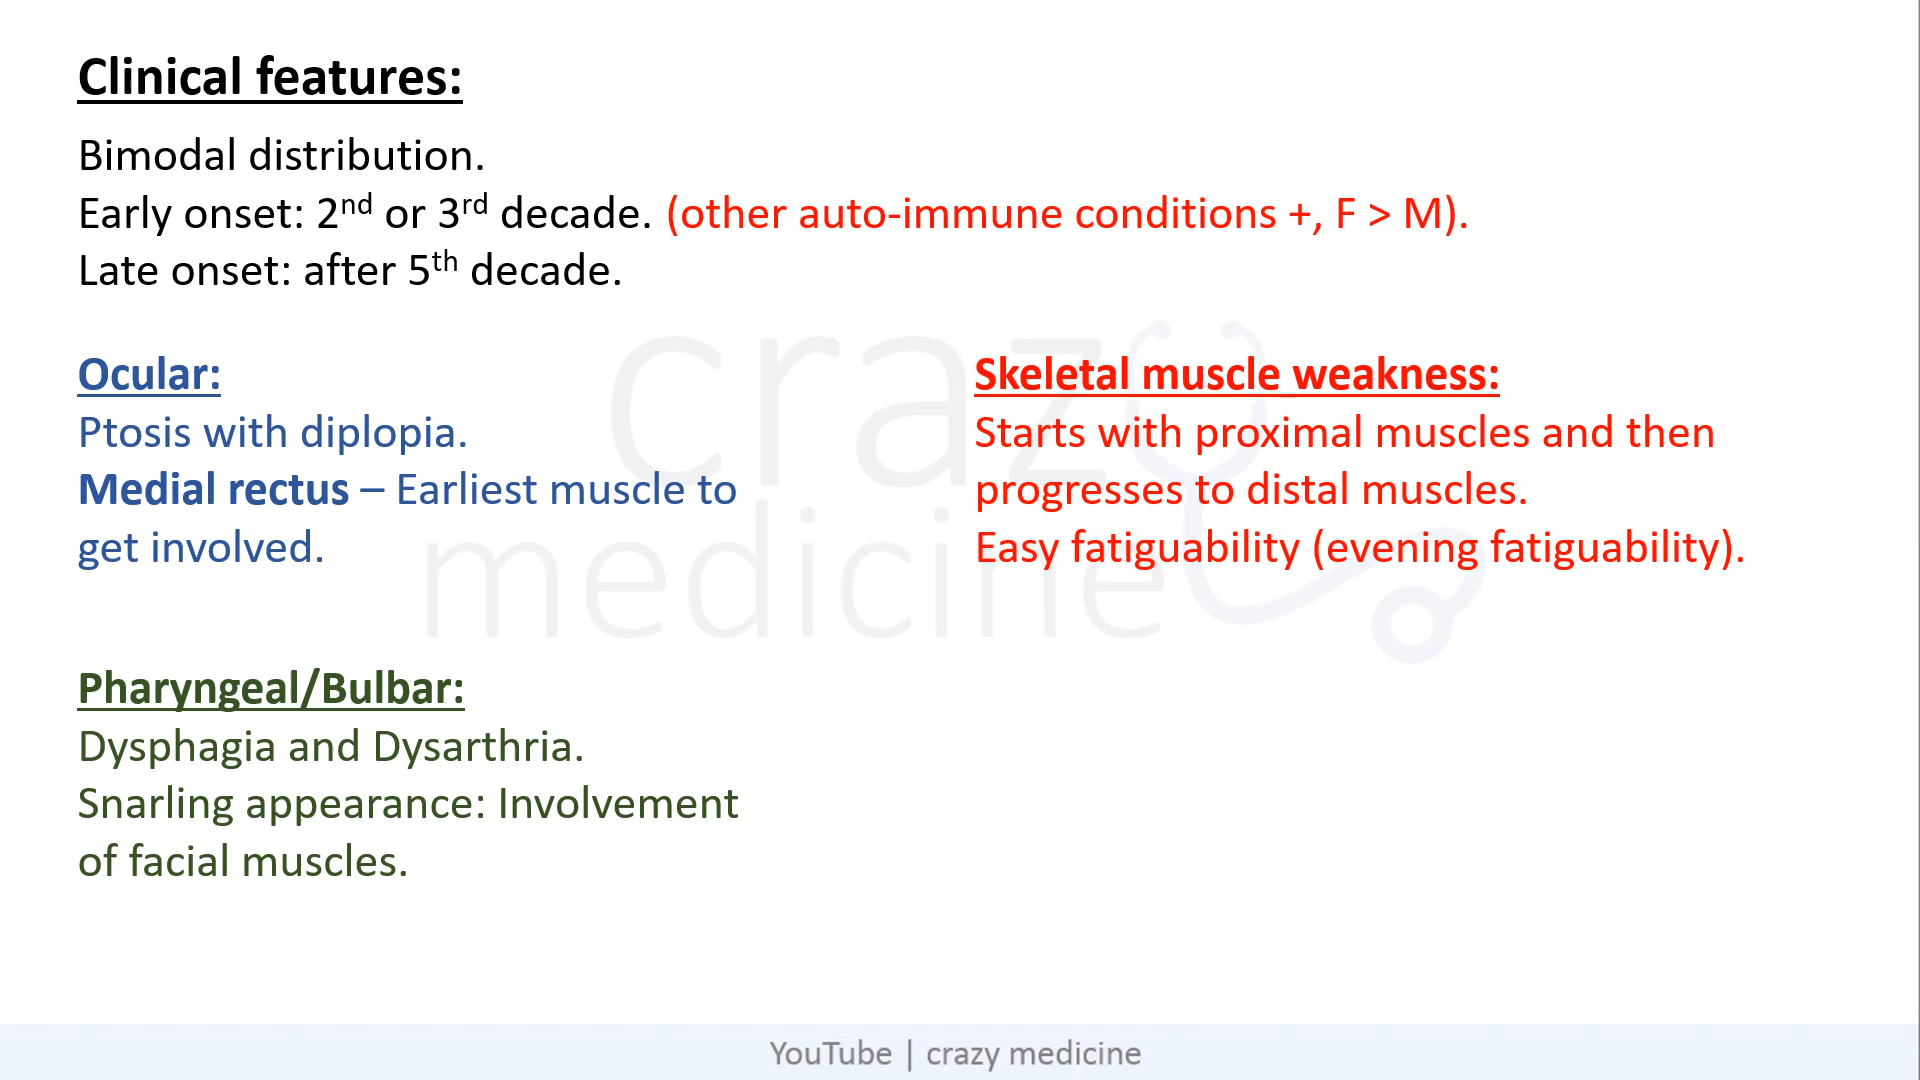 Clinical features:
Bimodal distribution.
Early onset: 2nd or 3rd decade. (other auto-immune conditions +, F > M).
Late onset: after 5th decade.
Ocular:
Ptosis with diplopia.
Medial rectus – Earliest muscle to
get involved.
Skeletal muscle weakness:
Starts with proximal muscles and then
progresses to distal muscles.
Easy fatiguability (evening fatiguability).
Pharyngeal/Bulbar:
Dysphagia and Dysarthria.
Snarling appearance: Involvement
of facial muscles.
crazy
medicine
YouTube | crazy medicine